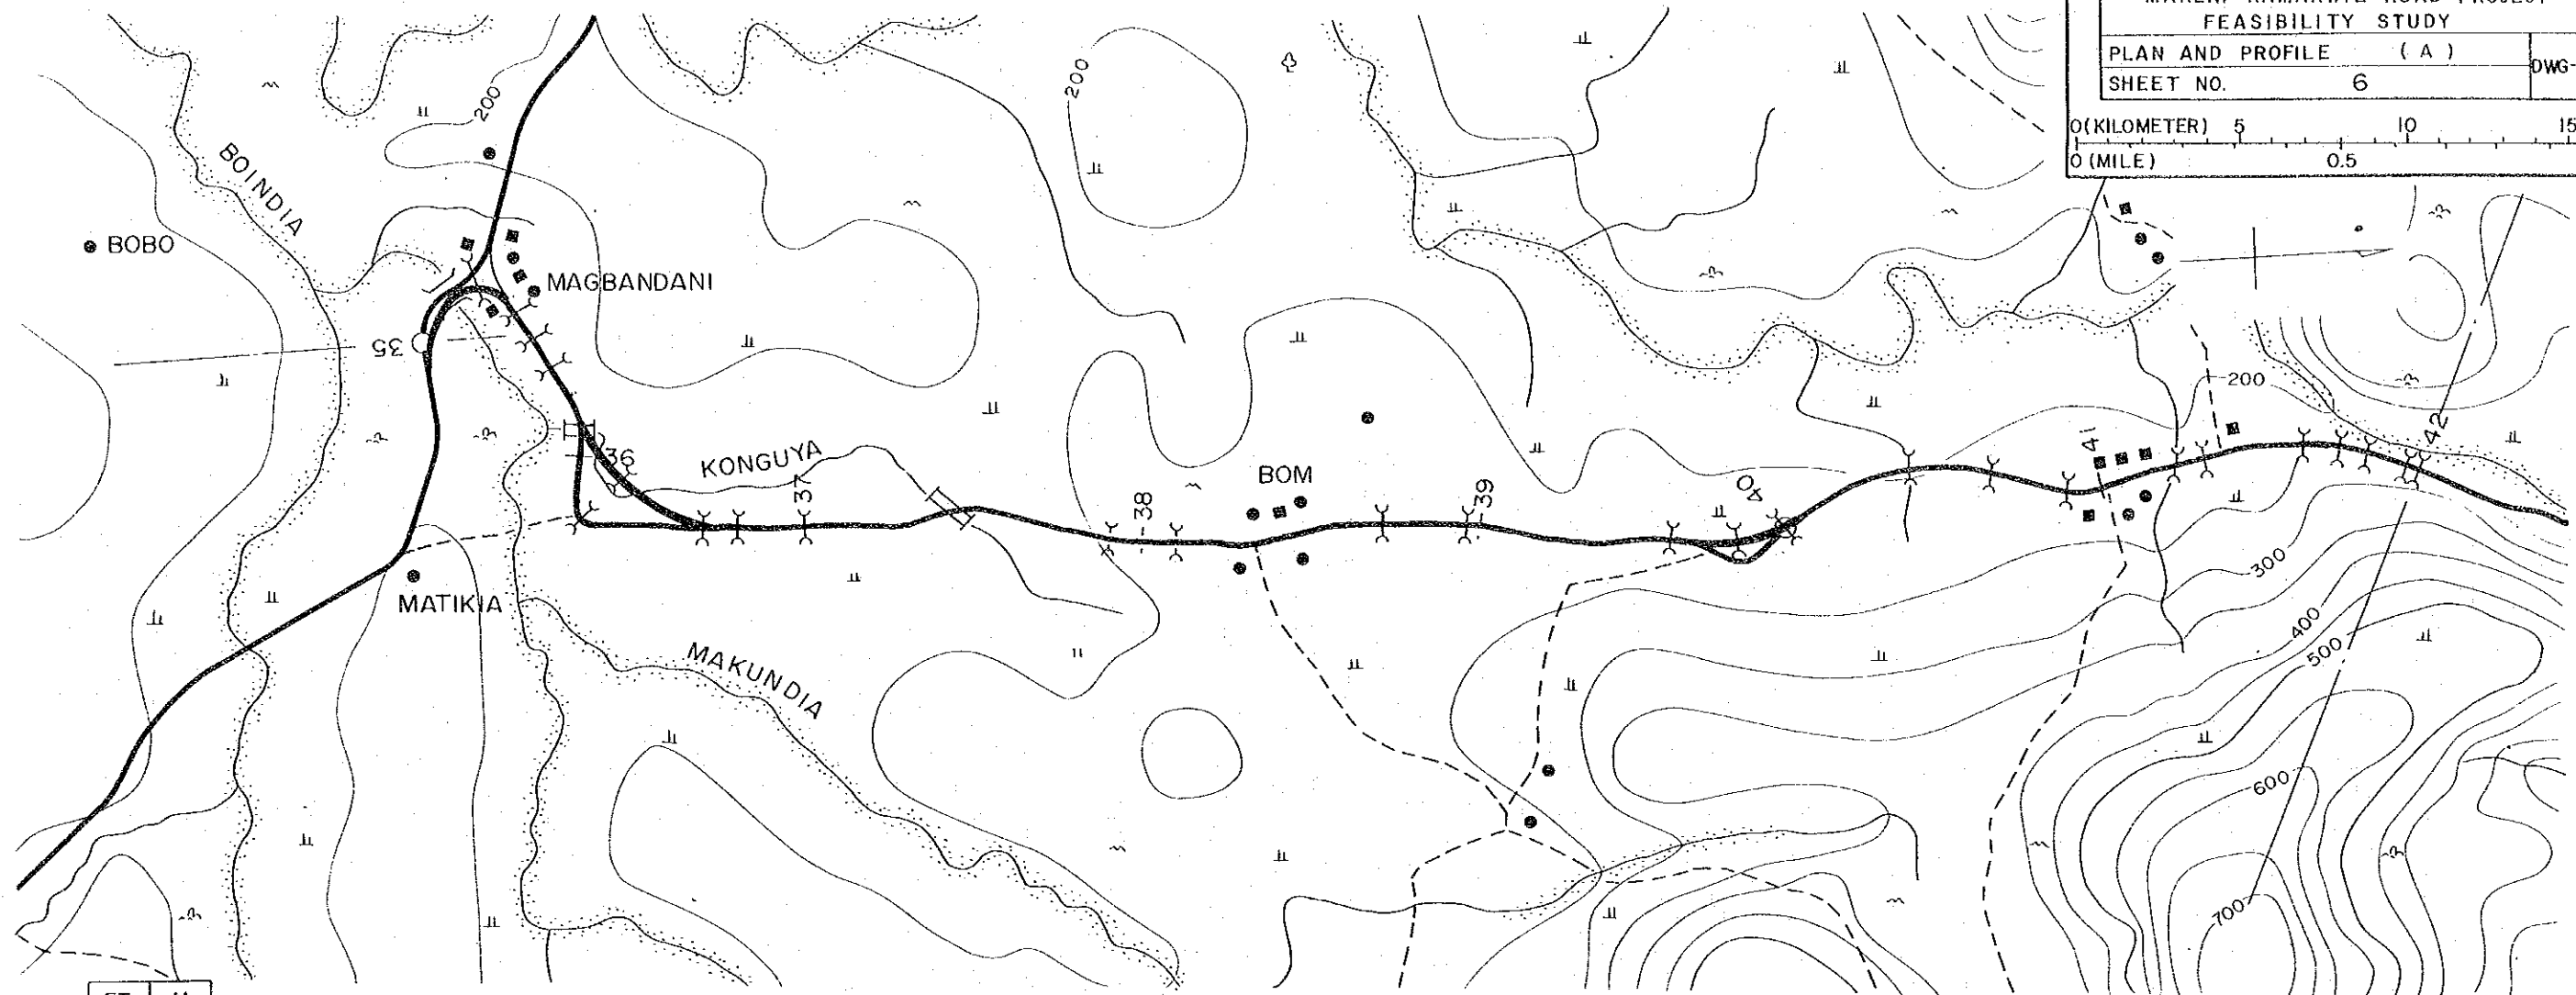 FEASIBILITY STUDY
PLAN AND PROFILE (A)
DWG-
SHEET NO. 6
0(KILOMETER) 5 10 15
0 (MILE) 0.5
200
200
BOINDIA
BOBO
MAGBANDANI
35
200
36
KONGUYA
37
38
BOM
39
40
41
42
300
MATIKIA
400
MAKUNDIA
500
600
700